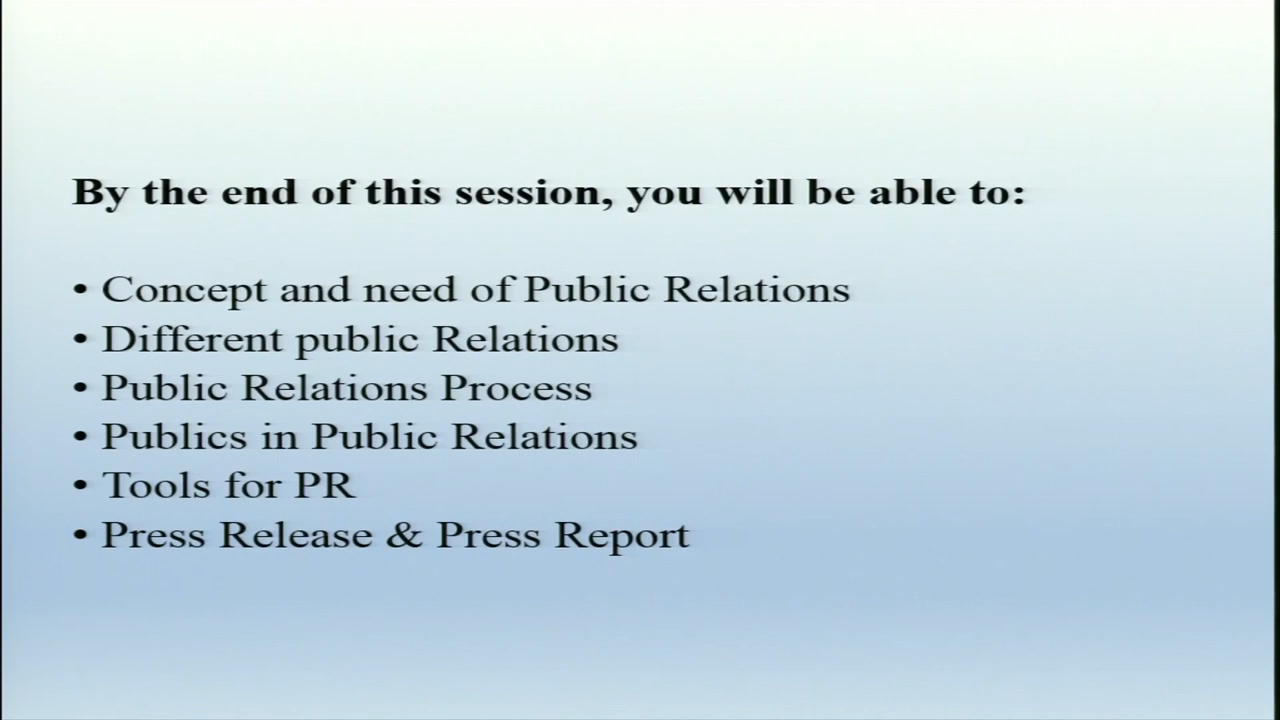 By the end of this session, you will be able to:
• Concept and need of Public Relations
• Different public Relations
• Public Relations Process
• Publics in Public Relations
• Tools for PR
• Press Release & Press Report